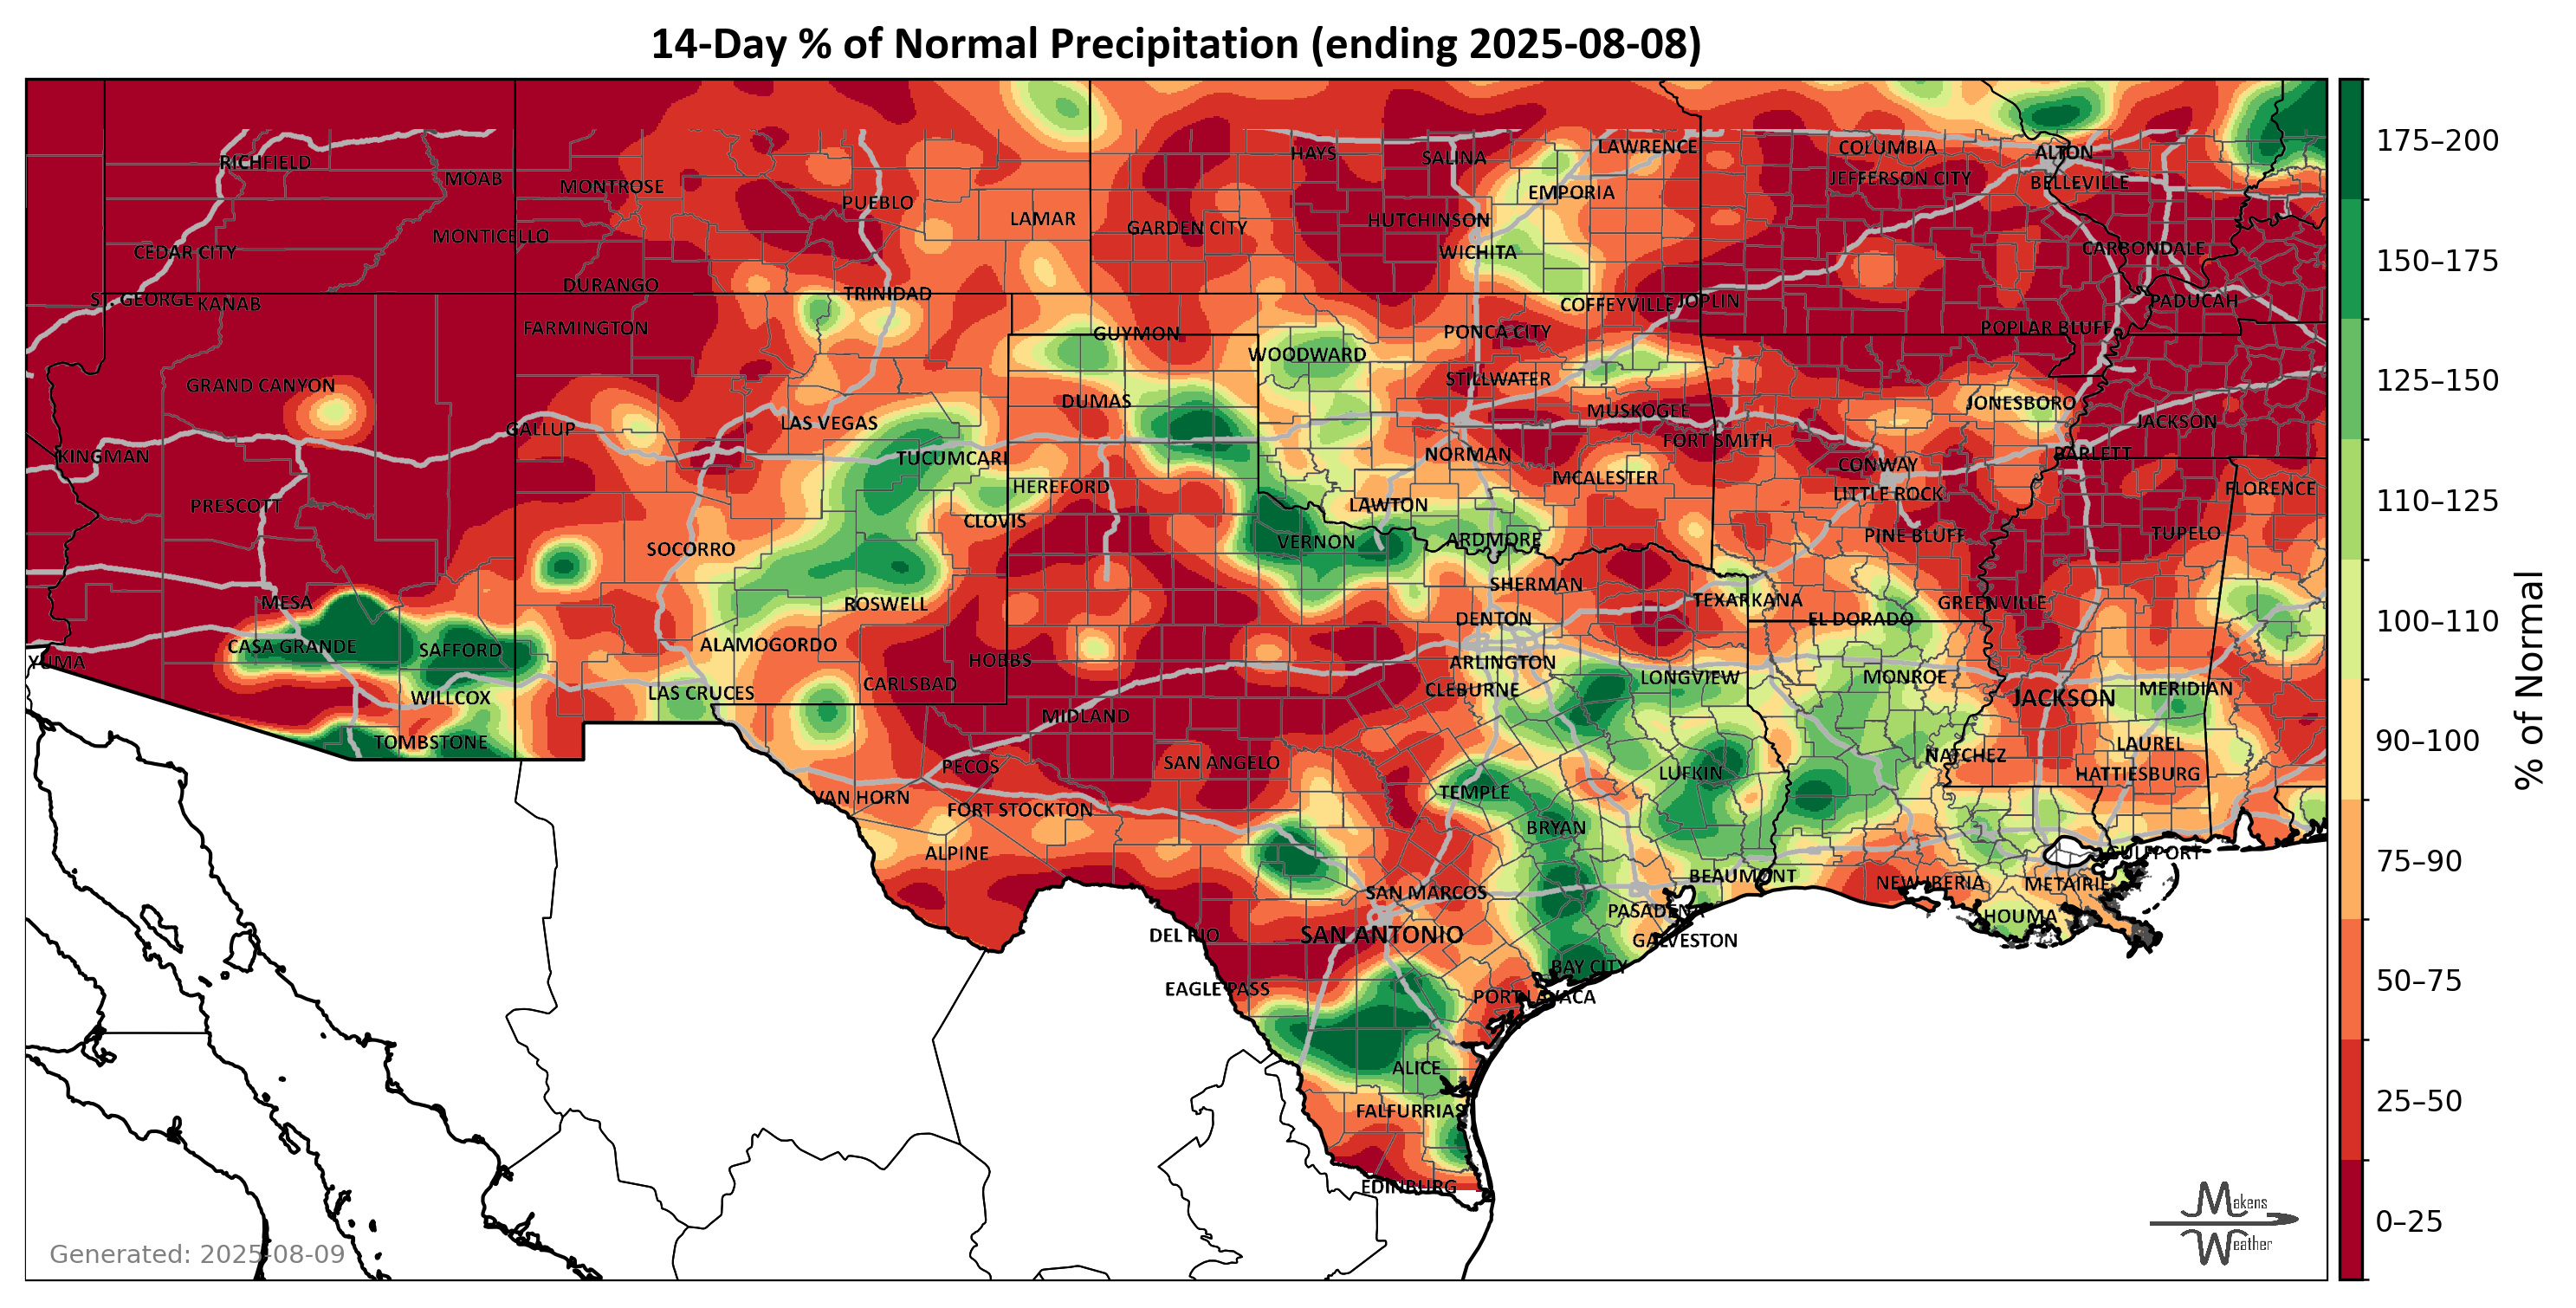 14-Day % of Normal Precipitation (ending 2025-08-08)
RICHFIELD
MOAB
MONTROSE
PUEBLO
LAMAR
HAYS
SALINA
LAWRENCE
COLUMBIA
ALTON
EMPORIA
JEFFERSON CITY
BELLEVILLE
MONTICELLO
GARDEN CITY
HUTCHINSON
CEDAR CITY
WICHITA
CARBONDALE
DURANGO
TRINIDAD
ST. GEORGE
KANAB
COFFEYVILLE
JOPLIN
PADUCAH
FARMINGTON
GUYMON
PONCA CITY
POPLAR BLUFF
WOODWARD
GRAND CANYON
STILLWATER
DUMAS
MUSKOGEE
JONESBORO
GALLUP
LAS VEGAS
JACKSON
FORT SMITH
KINGMAN
TUCUMCARI
NORMAN
BARLETT
CONWAY
HEREFORD
MCALESTER
LITTLE ROCK
FLORENCE
PRESCOTT
LAWTON
CLOVIS
SOCORRO
VERNON
ARDMORE
PINE BLUFF
TUPELO
SHERMAN
MESA
ROSWELL
TEXARKANA
GREENVILLE
DENTON
EL DORADO
CASA GRANDE
SAFFORD
ALAMOGORDO
YUMA
HOBBS
ARLINGTON
CARLSBAD
CLEBURNE
LONGVIEW
MONROE
MERIDIAN
WILLCOX
LAS CRUCES
JACKSON
MIDLAND
TOMBSTONE
LAUREL
NATCHEZ
PECOS
SAN ANGELO
LUFKIN
HATTIESBURG
VAN HORN
TEMPLE
FORT STOCKTON
BRYAN
ALPINE
GULFPORT
BEAUMONT
NEW IBERIA
METAIRIE
SAN MARCOS
PASADENA
HOUMA
DEL RIO
SAN ANTONIO
GALVESTON
BAY CITY
EAGLE PASS
PORT LAVACA
ALICE
FALFURRIAS
EDINBURG
Generated: 2025-08-09
Makens
Weather
175–200
150–175
125–150
110–125
100–110
90–100
75–90
50–75
25–50
0–25
% of Normal